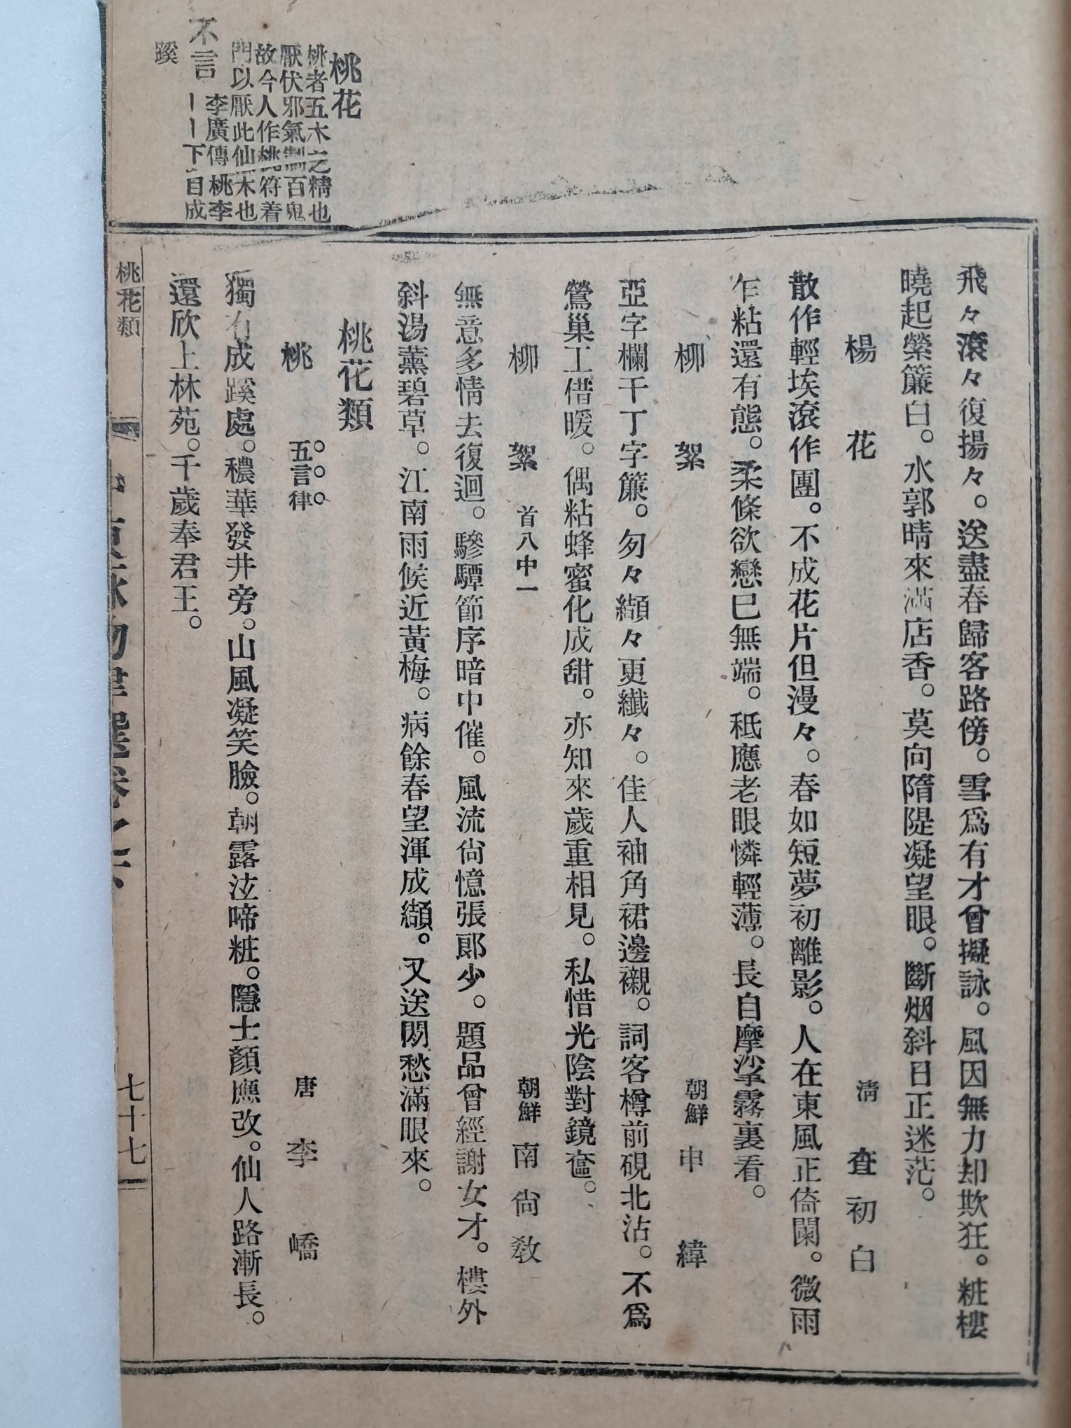 桃花
桃者五木之精也
厭伏邪氣制百鬼
故今人作桃符着
門以厭此仙木也
不言 李廣傳桃李
｜｜下自成
蹊
飛々滾々復揚々。送盡春歸客路傍。雪爲有才曾擬詠。風因無力却欺狂。粧樓
曉起縈簾白。水郭晴來滿店香。莫向隋隄凝望眼。斷烟斜日正迷茫。
楊花 清 查初白
散作輕埃滾作團。不成花片但漫々。春如短夢初離影。人在東風正倚闌。微雨
乍粘還有態。柔條欲戀已無端。秪應老眼憐輕薄。長自摩挲霧裏看。
柳絮 朝鮮 申緯
亞字欄干丁字簾。匆々纈々更纖々。佳人袖角裙邊襯。詞客樽前硯北沾。不爲
鶯巢工借暖。偶粘蜂蜜化成甜。亦知來歲重相見。私惜光陰對鏡奩。
柳絮 首八中一 朝鮮 南尙敎
無意多情去復迴。驂驔節序暗中催。風流尙憶張郞少。題品曾經謝女才。樓外
斜湯薰碧草。江南雨候近黃梅。病餘春望渾成纈。又送閑愁滿眼來。
桃花類
桃 五言律 唐 李嶠
獨有成蹊處。穠華發井旁。山風凝笑臉。朝露泫啼粧。隱士顏應改。仙人路漸長。
還欣上林苑。千歲奉君王。
桃花類
七十七